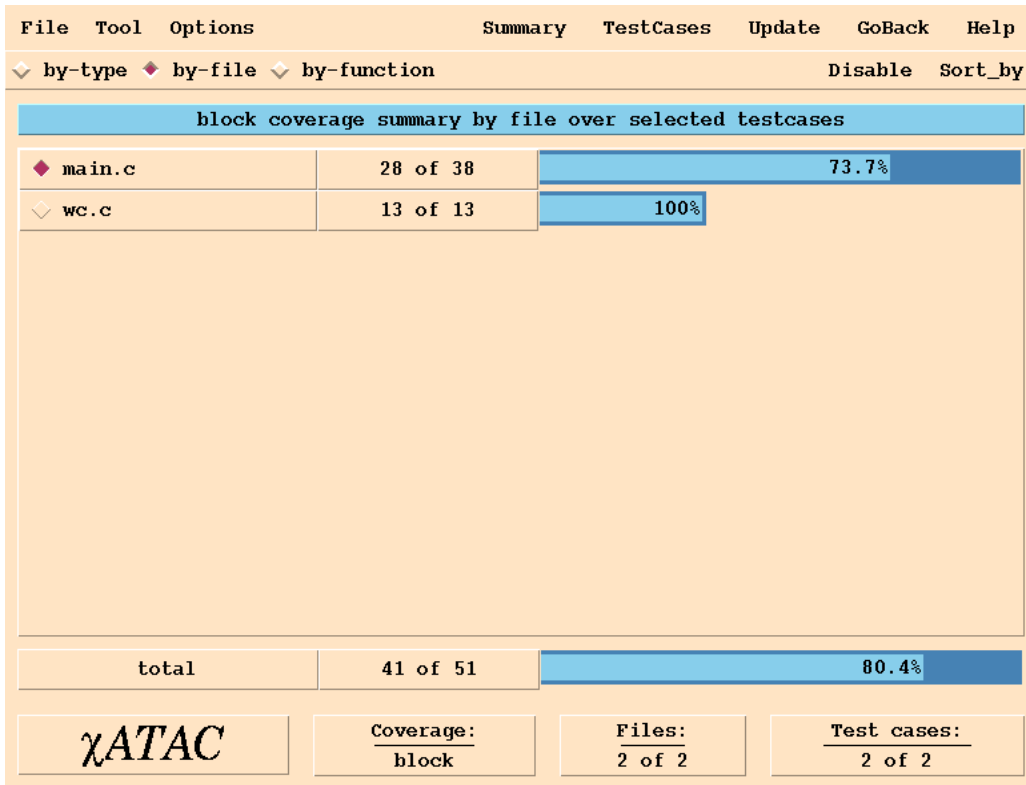 File Tool Options Summary TestCases Update GoBack Help
by-type by-file by-function Disable Sort_by
block coverage summary by file over selected testcases
main.c 28 of 38 73.7%
wc.c 13 of 13 100%
total 41 of 51 80.4%
χATAC Coverage: Files: Test cases:
block 2 of 2 2 of 2